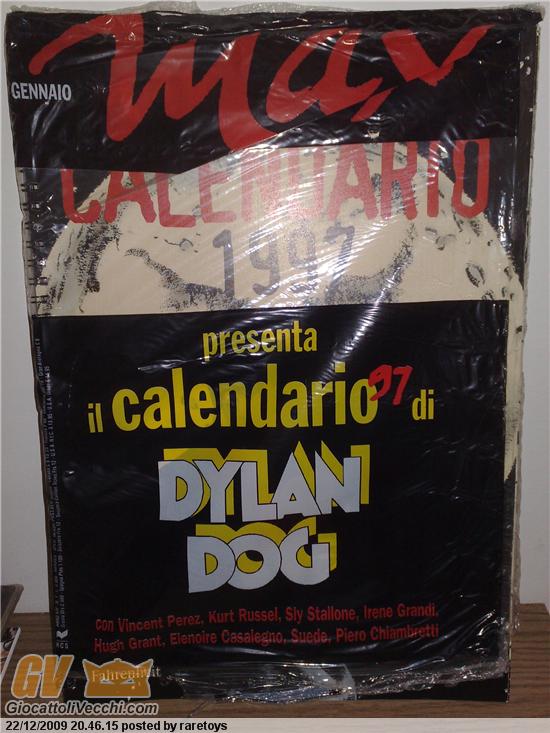 Max
GENNAIO
CALENDARIO
1997
presenta
il calendario 97 di
DYLAN
DOG
con Vincent Perez, Kurt Russel, Sly Stallone, Irene Grandi,
Hugh Grant, Elenoire Casalegno, Suede, Piero Chiambretti
RCS
GV
GiocattoliVecchi.com
22/12/2009 20.46.15 posted by raretoys